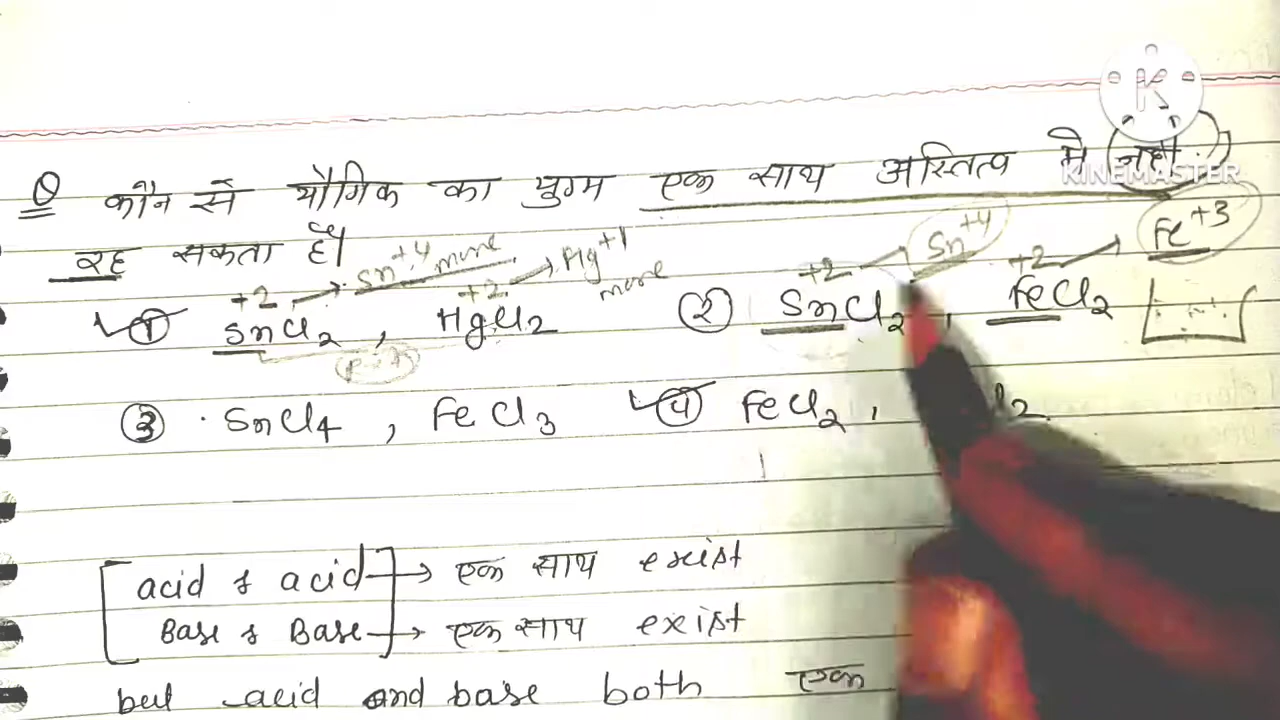 Q कौन से यौगिक का युग्म एक साथ अस्तित्व मे नही
रह सकता है।
KINEMASTER
+2 Sn+4 more +2 Hg+1 more
+2 Sn+4 +2 Fe+3
① SnCl2 , HgCl2 ② SnCl2 , FeCl2
③ SnCl4 , FeCl3 ④ FeCl2 ,
acid & acid → एक साथ exist
Base & Base → एक साथ exist
but acid and base both एक